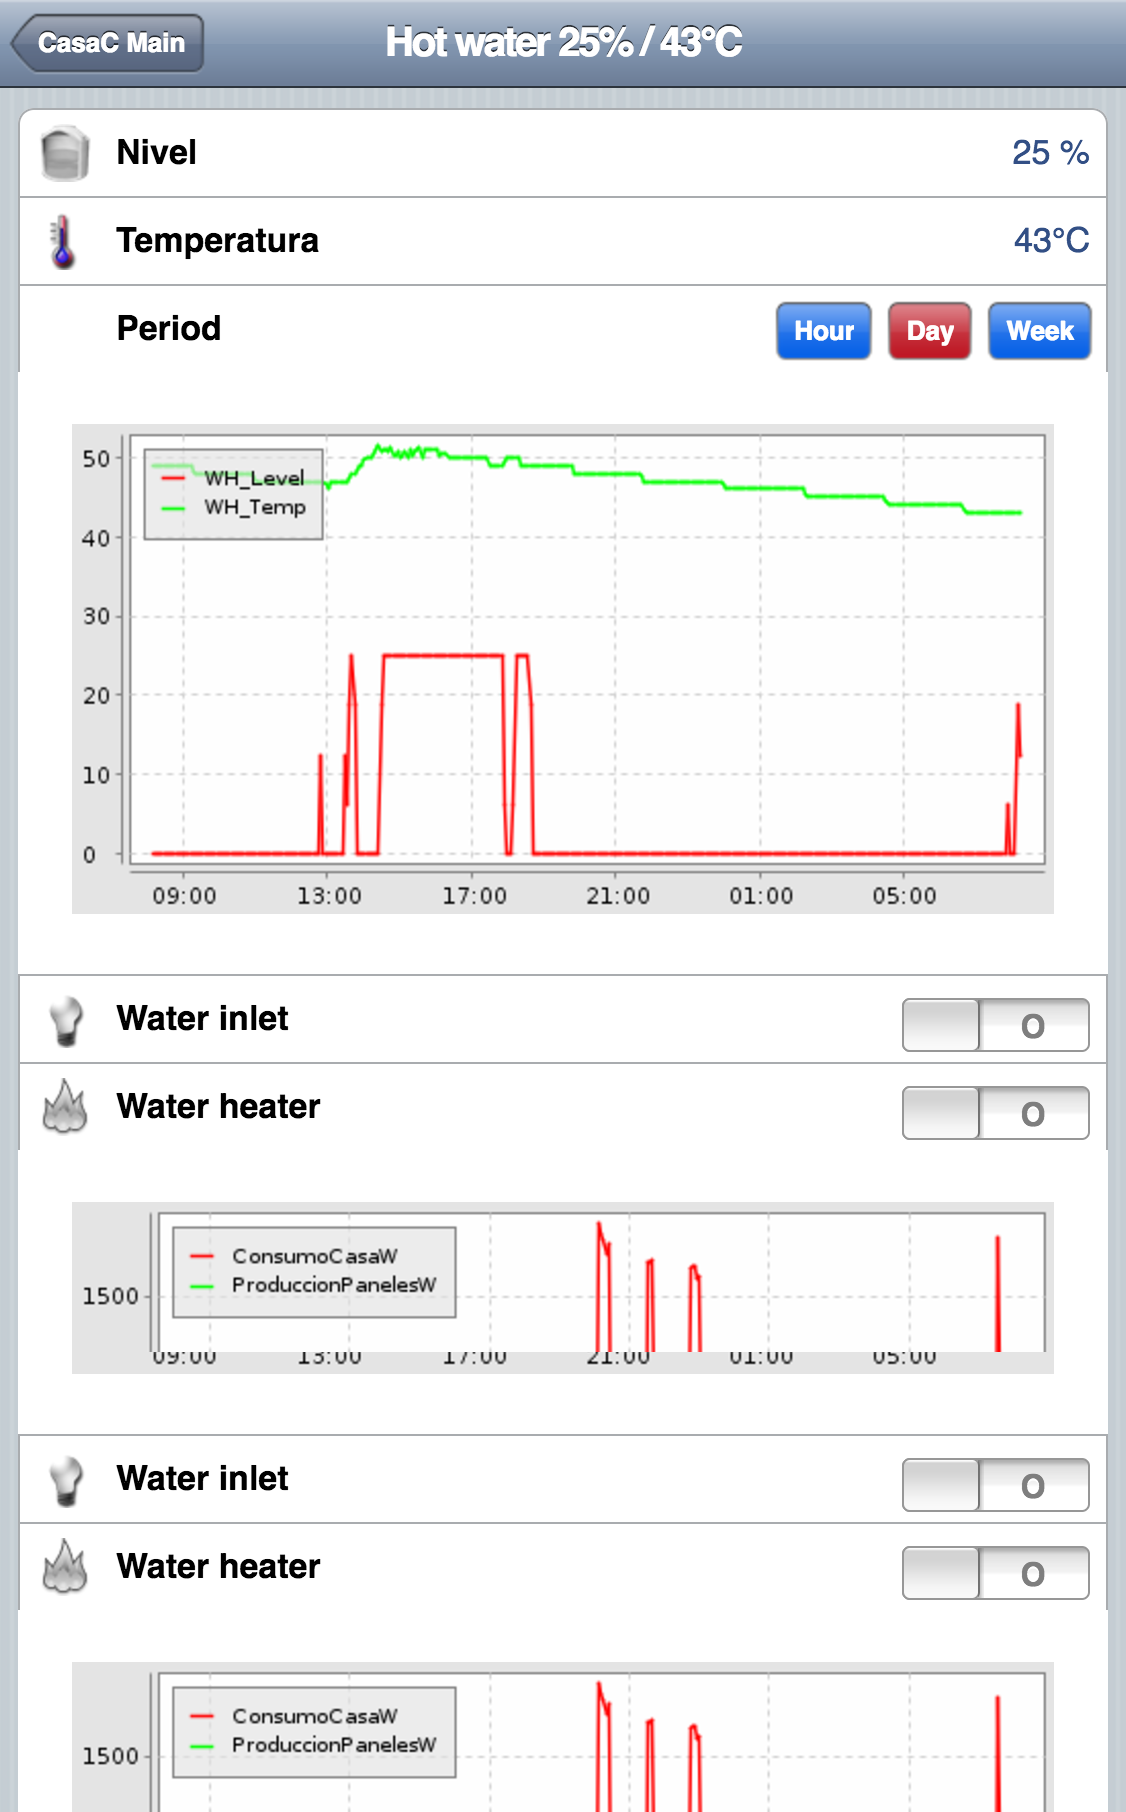 CasaC Main
Hot water 25% / 43°C
Nivel
25 %
Temperatura
43°C
Period
Hour
Day
Week
WH_Level
WH_Temp
50
40
30
20
10
0
09:00 13:00 17:00 21:00 01:00 05:00
Water inlet
O
Water heater
O
ConsumoCasaW
ProduccionPanelesW
1500
09:00 13:00 17:00 21:00 01:00 05:00
Water inlet
O
Water heater
O
ConsumoCasaW
ProduccionPanelesW
1500